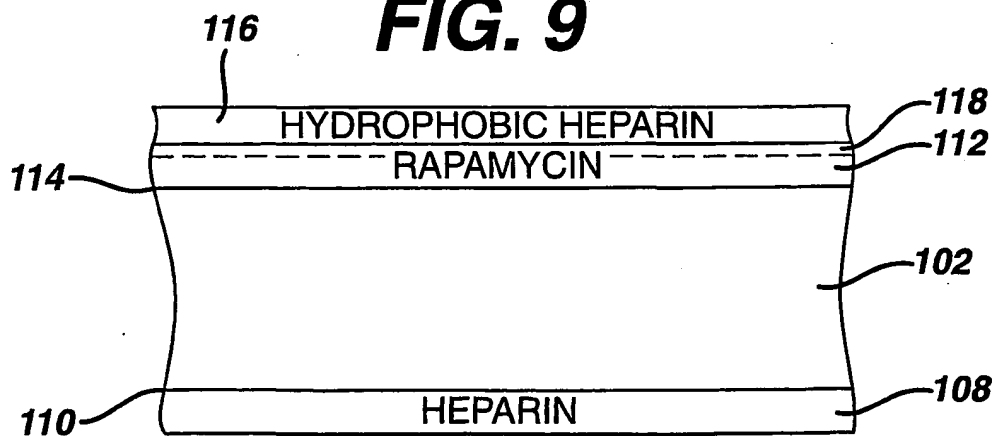 FIG. 9
116
HYDROPHOBIC HEPARIN
118
RAPAMYCIN
112
114
102
HEPARIN
108
110